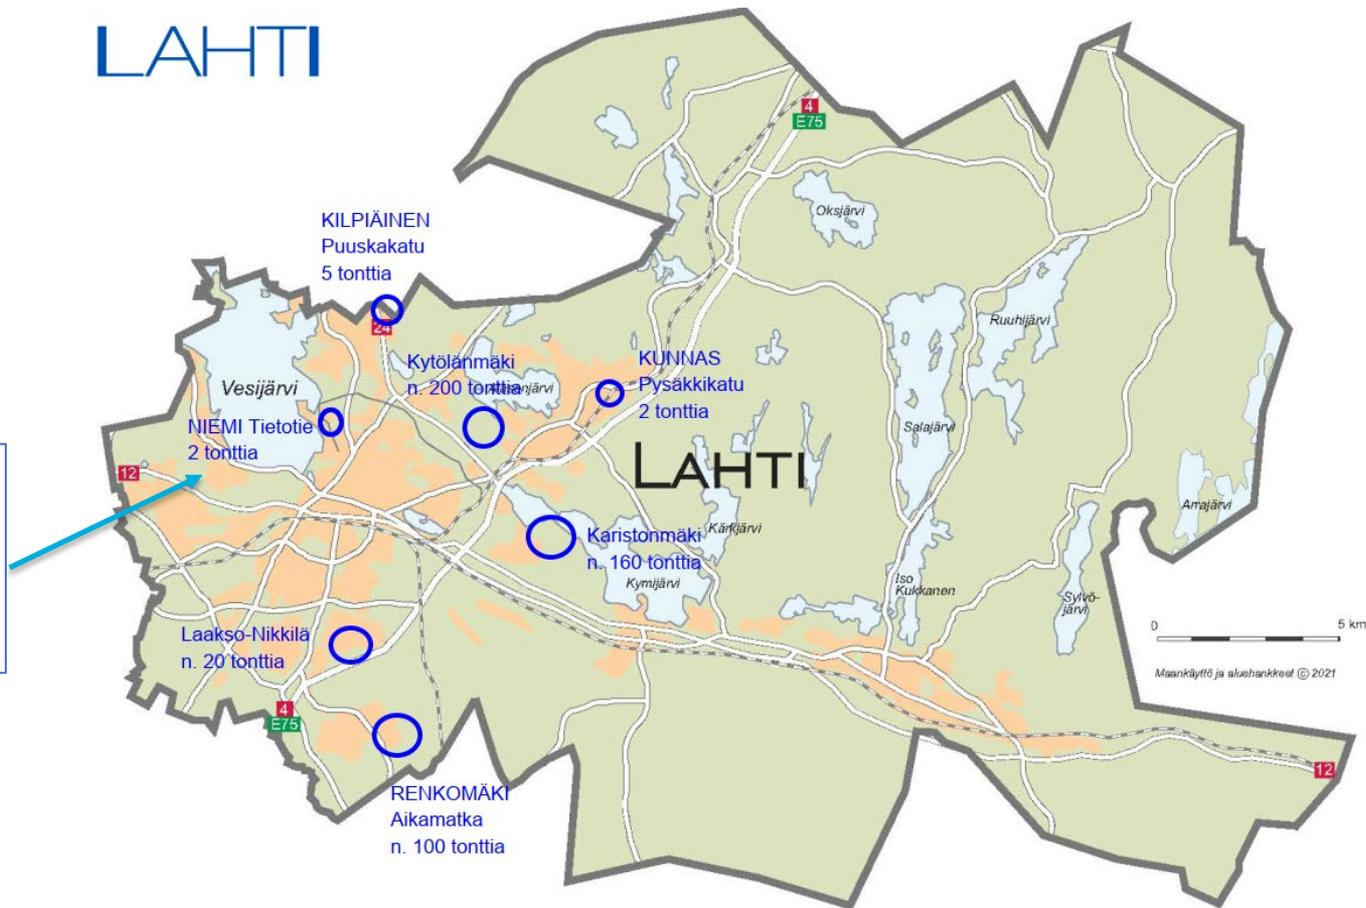 LAHTI
4
E75
Oksjärvi
KILPIÄINEN
Puuskakatu
5 tonttia
24
Ruuhijärvi
Vesijärvi
Kytölänmäki
n. 200 tonttia
KUNNAS
Pysäkkikatu
2 tonttia
NIEMI Tietotie
2 tonttia
Salajärvi
LAHTI
12
Arrajärvi
Kärkjärvi
Karistonmäki
n. 160 tonttia
Kymijärvi
Iso
Kukkanen
Sylvö-
järvi
0 5 km
Maankäyttö ja aluehankkeet © 2021
Laakso-Nikkilä
n. 20 tonttia
4
E75
12
RENKOMÄKI
Aikamatka
n. 100 tonttia